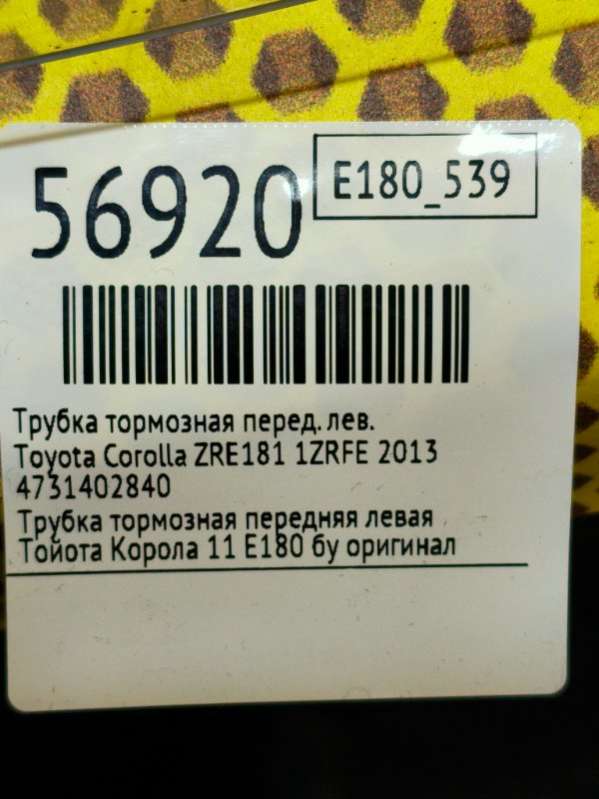 56920
E180_539
Трубка тормозная перед. лев.
Toyota Corolla ZRE181 1ZRFE 2013
4731402840
Трубка тормозная передняя левая
Тойота Корола 11 E180 бу оригинал